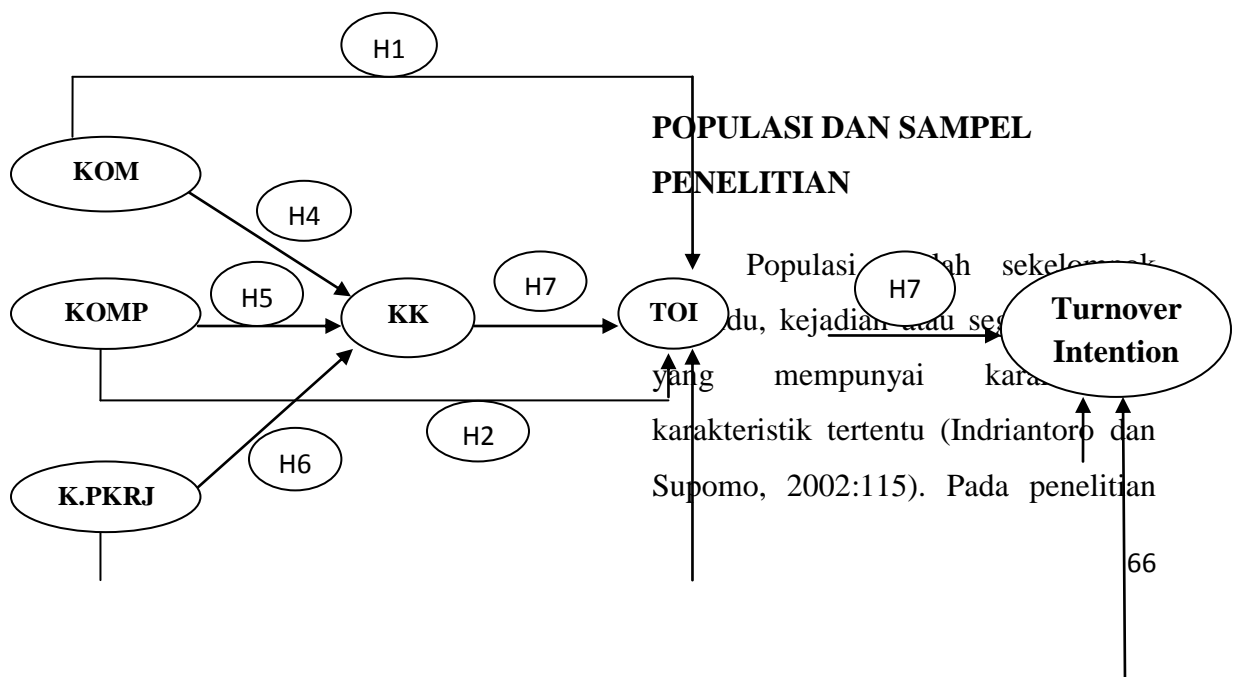 H1
KOM
H4
KOMP
H5
KK
H7
TOI
H2
H6
K.PKRJ
POPULASI DAN SAMPEL
PENELITIAN
Populasi sekelompok
H7
kejadian atau
yang mempunyai
karakteristik tertentu (Indriantoro dan
Supomo, 2002:115). Pada penelitian
Turnover
Intention
66